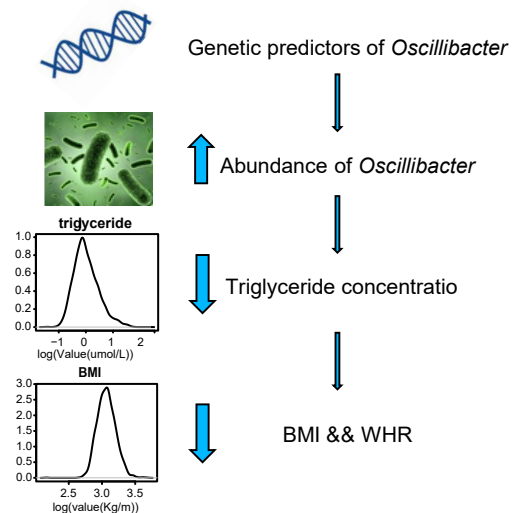 Genetic predictors of Oscillibacter
Abundance of Oscillibacter
triglyceride
1.0
0.8
0.6
0.4
0.2
0.0
−1 0 1 2
log(Value(umol/L))
Triglyceride concentratio
BMI
3.0
2.5
2.0
1.5
1.0
0.5
0.0
2.5 3.0 3.5
log(value(Kg/m)
BMI && WHR